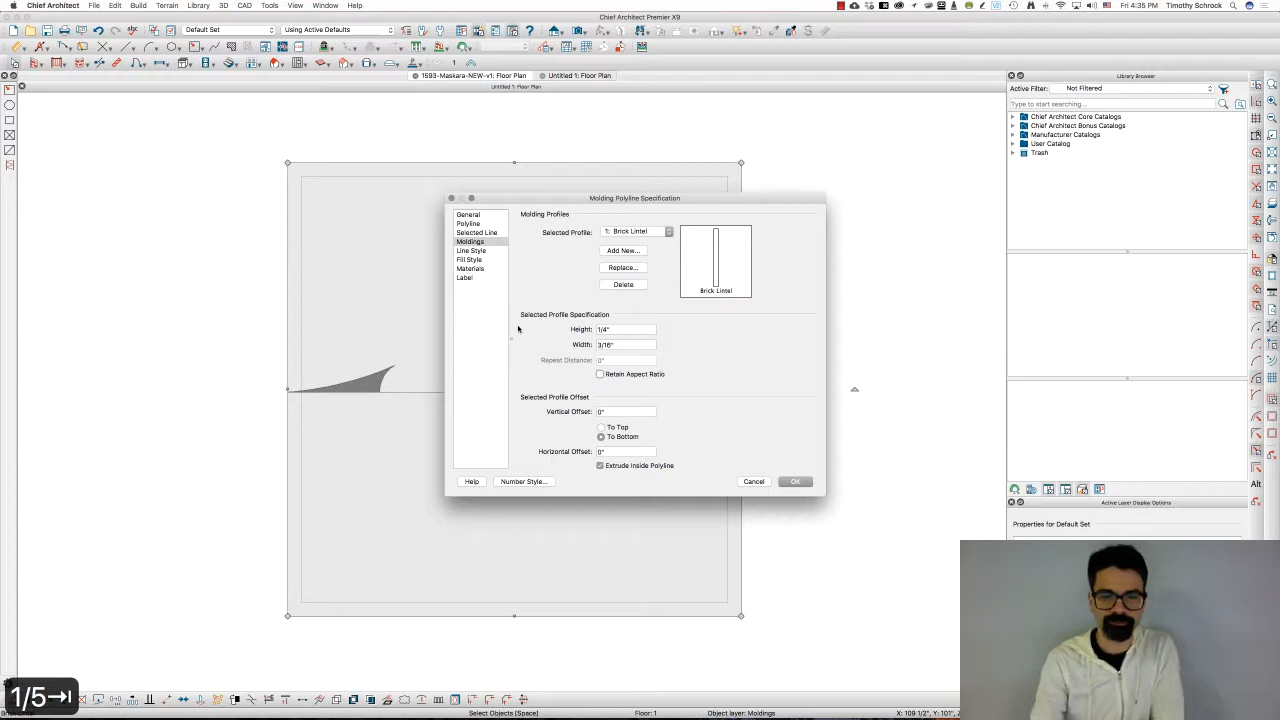 Chief Architect File Edit Build Terrain Library 3D CAD Tools View Window Help
Fri 4:35 PM Timothy Schrock
Chief Architect Premier X9
Default Set Using Active Defaults
1593-Maskara-NEW-v1: Floor Plan Untitled 1: Floor Plan
Untitled 1: Floor Plan
Library Browser
Active Filter: Not Filtered
Type to start searching...
Chief Architect Core Catalogs
Chief Architect Bonus Catalogs
Manufacturer Catalogs
User Catalog
Trash
Molding Polyline Specification
General
Polyline
Selected Line
Moldings
Line Style
Fill Style
Materials
Label
Molding Profiles
Selected Profile: 1: Brick Lintel
Add New...
Replace...
Delete
Brick Lintel
Selected Profile Specification
Height: 1/4"
Width: 3/16"
Repeat Distance: 0"
Retain Aspect Ratio
Selected Profile Offset
Vertical Offset: 0"
To Top
To Bottom
Horizontal Offset: 0"
Extrude Inside Polyline
Help Number Style... Cancel OK
Alt
Active Layer Display Options
Properties for Default Set
1/5⇥
Brick Lintel Select Objects [Space] Floor: 1 Object layer: Moldings X: 109 1/2", Y: 101"